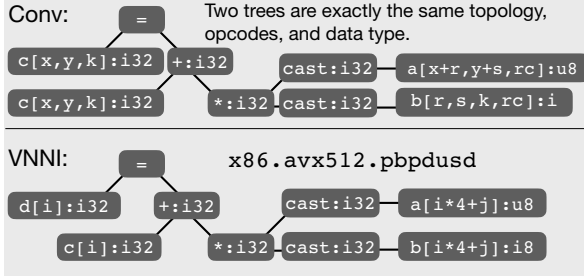 Conv:
=
Two trees are exactly the same topology,
opcodes, and data type.
c[x,y,k]:i32 +:i32 cast:i32 a[x+r,y+s,rc]:u8
c[x,y,k]:i32 *:i32 cast:i32 b[r,s,k,rc]:i
VNNI:
= x86.avx512.pbpdusd
d[i]:i32 +:i32 cast:i32 a[i*4+j]:u8
c[i]:i32 *:i32 cast:i32 b[i*4+j]:i8